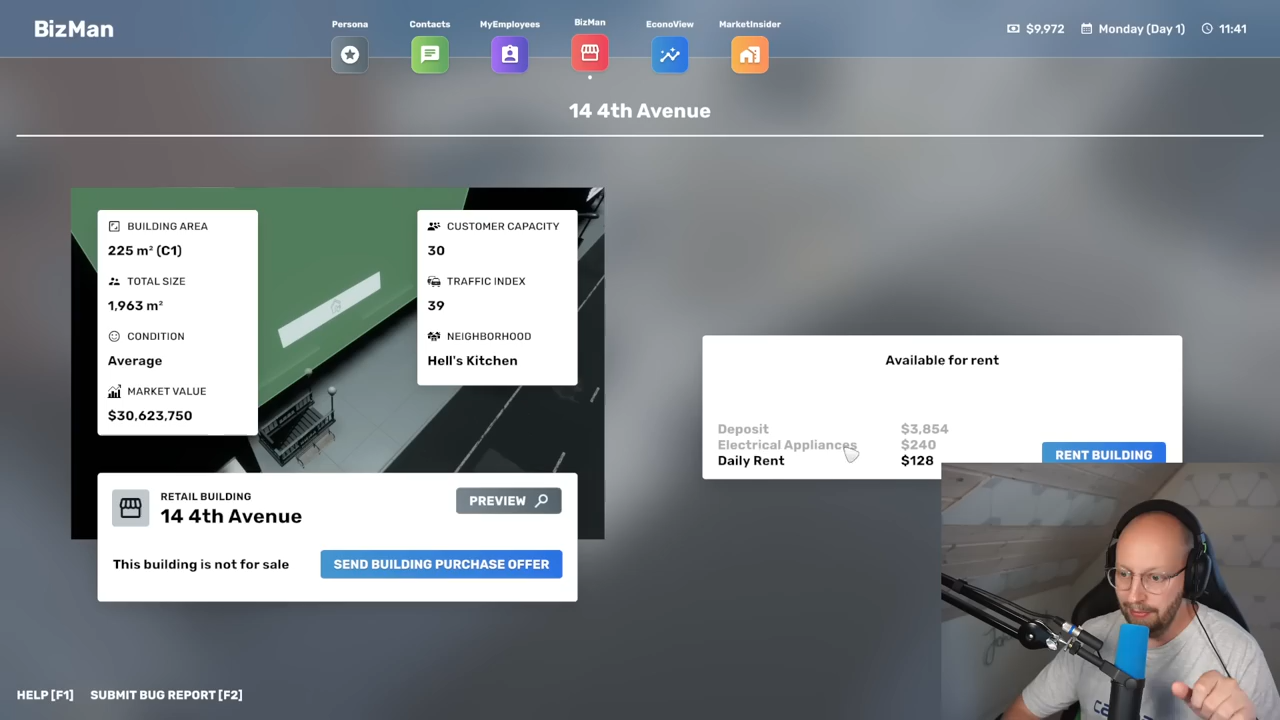 BizMan
Persona
Contacts
MyEmployees
BizMan
EconoView
MarketInsider
$9,972
Monday (Day 1)
11:41
14 4th Avenue
BUILDING AREA
225 m² (C1)
TOTAL SIZE
1,963 m²
CONDITION
Average
MARKET VALUE
$30,623,750
CUSTOMER CAPACITY
30
TRAFFIC INDEX
39
NEIGHBORHOOD
Hell's Kitchen
RETAIL BUILDING
14 4th Avenue
PREVIEW
This building is not for sale
SEND BUILDING PURCHASE OFFER
Available for rent
Deposit $3,854
Electrical Appliances $240
Daily Rent $128
RENT BUILDING
HELP [F1] SUBMIT BUG REPORT [F2]